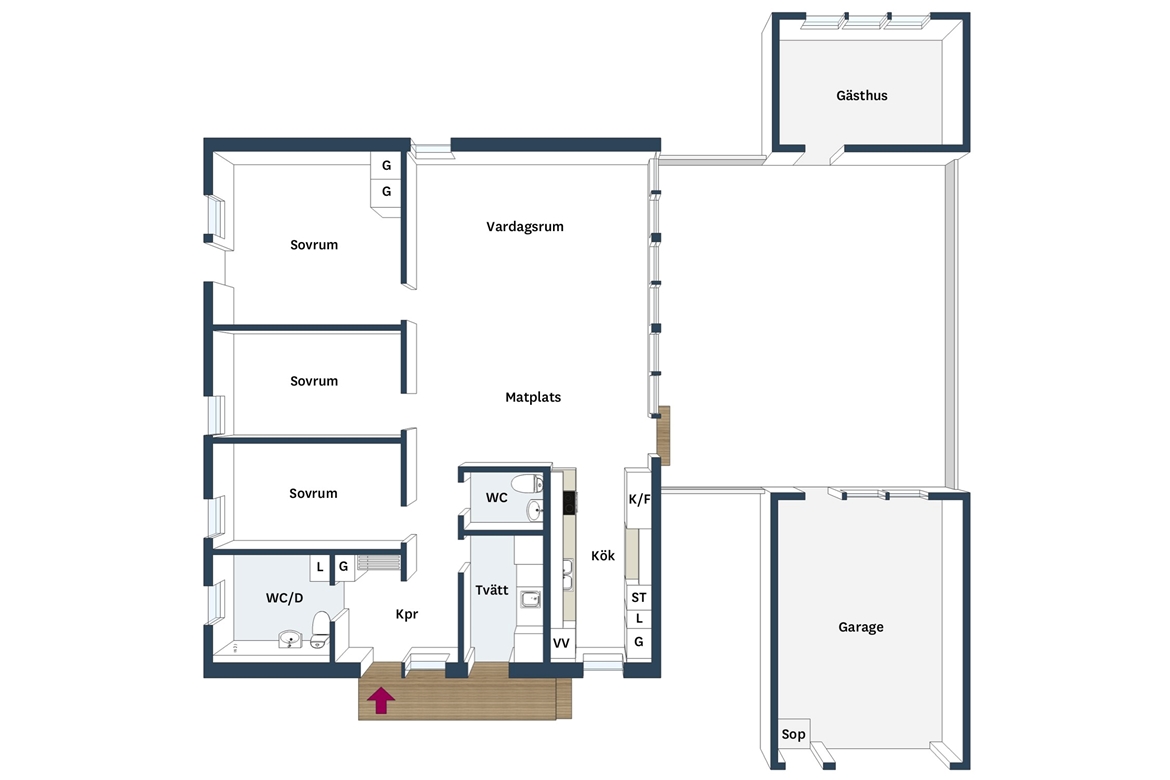 Gästhus
G
G
Vardagsrum
Sovrum
Sovrum
Matplats
Sovrum
WC
K/F
Kök
L
G
WC/D
Tvätt
ST
Kpr
L
Garage
VV
G
Sop